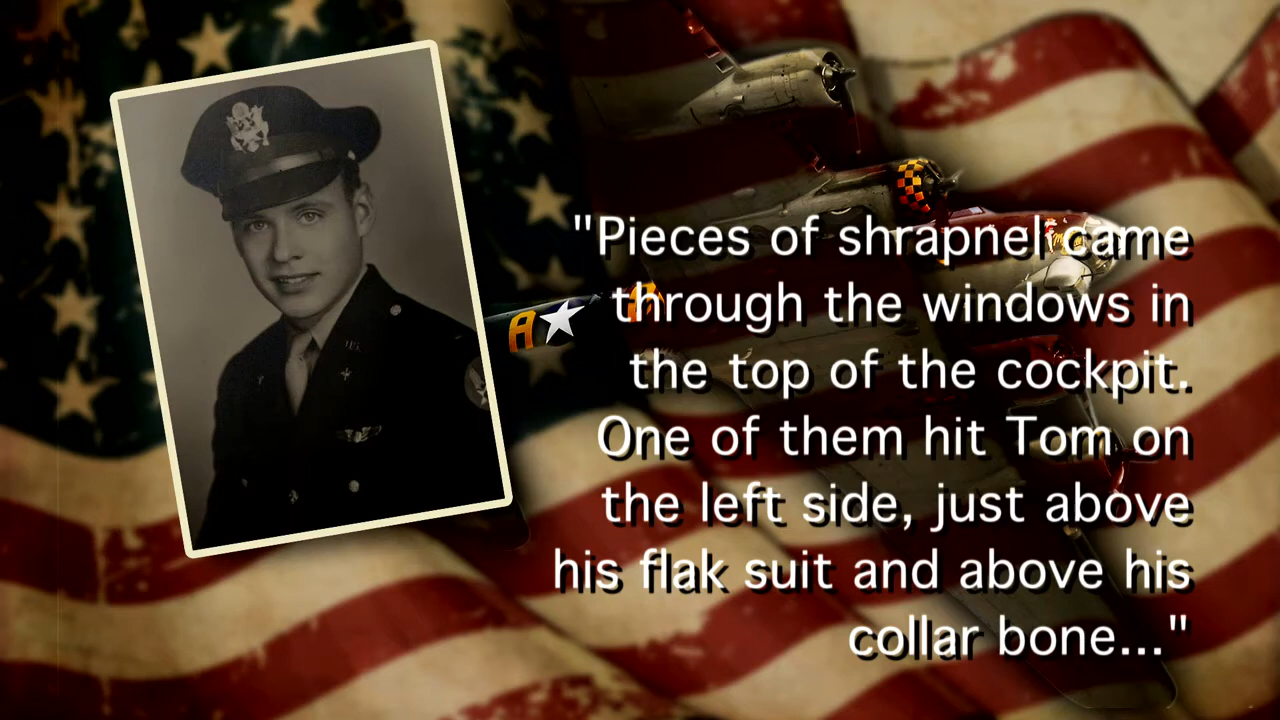 "Pieces of shrapnel came
through the windows in
the top of the cockpit.
One of them hit Tom on
the left side, just above
his flak suit and above his
collar bone..."
A